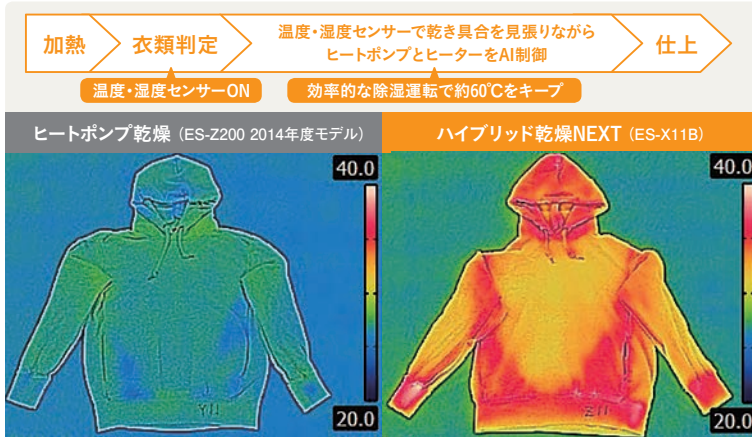 加熱
衣類判定
温度・湿度センサーで乾き具合を見張りながら
ヒートポンプとヒーターをAI制御
仕上
温度・湿度センサーON
効率的な除湿運転で約60℃をキープ
ヒートポンプ乾燥（ES-Z200 2014年度モデル）
ハイブリッド乾燥NEXT（ES-X11B）
40.0
40.0
20.0
20.0